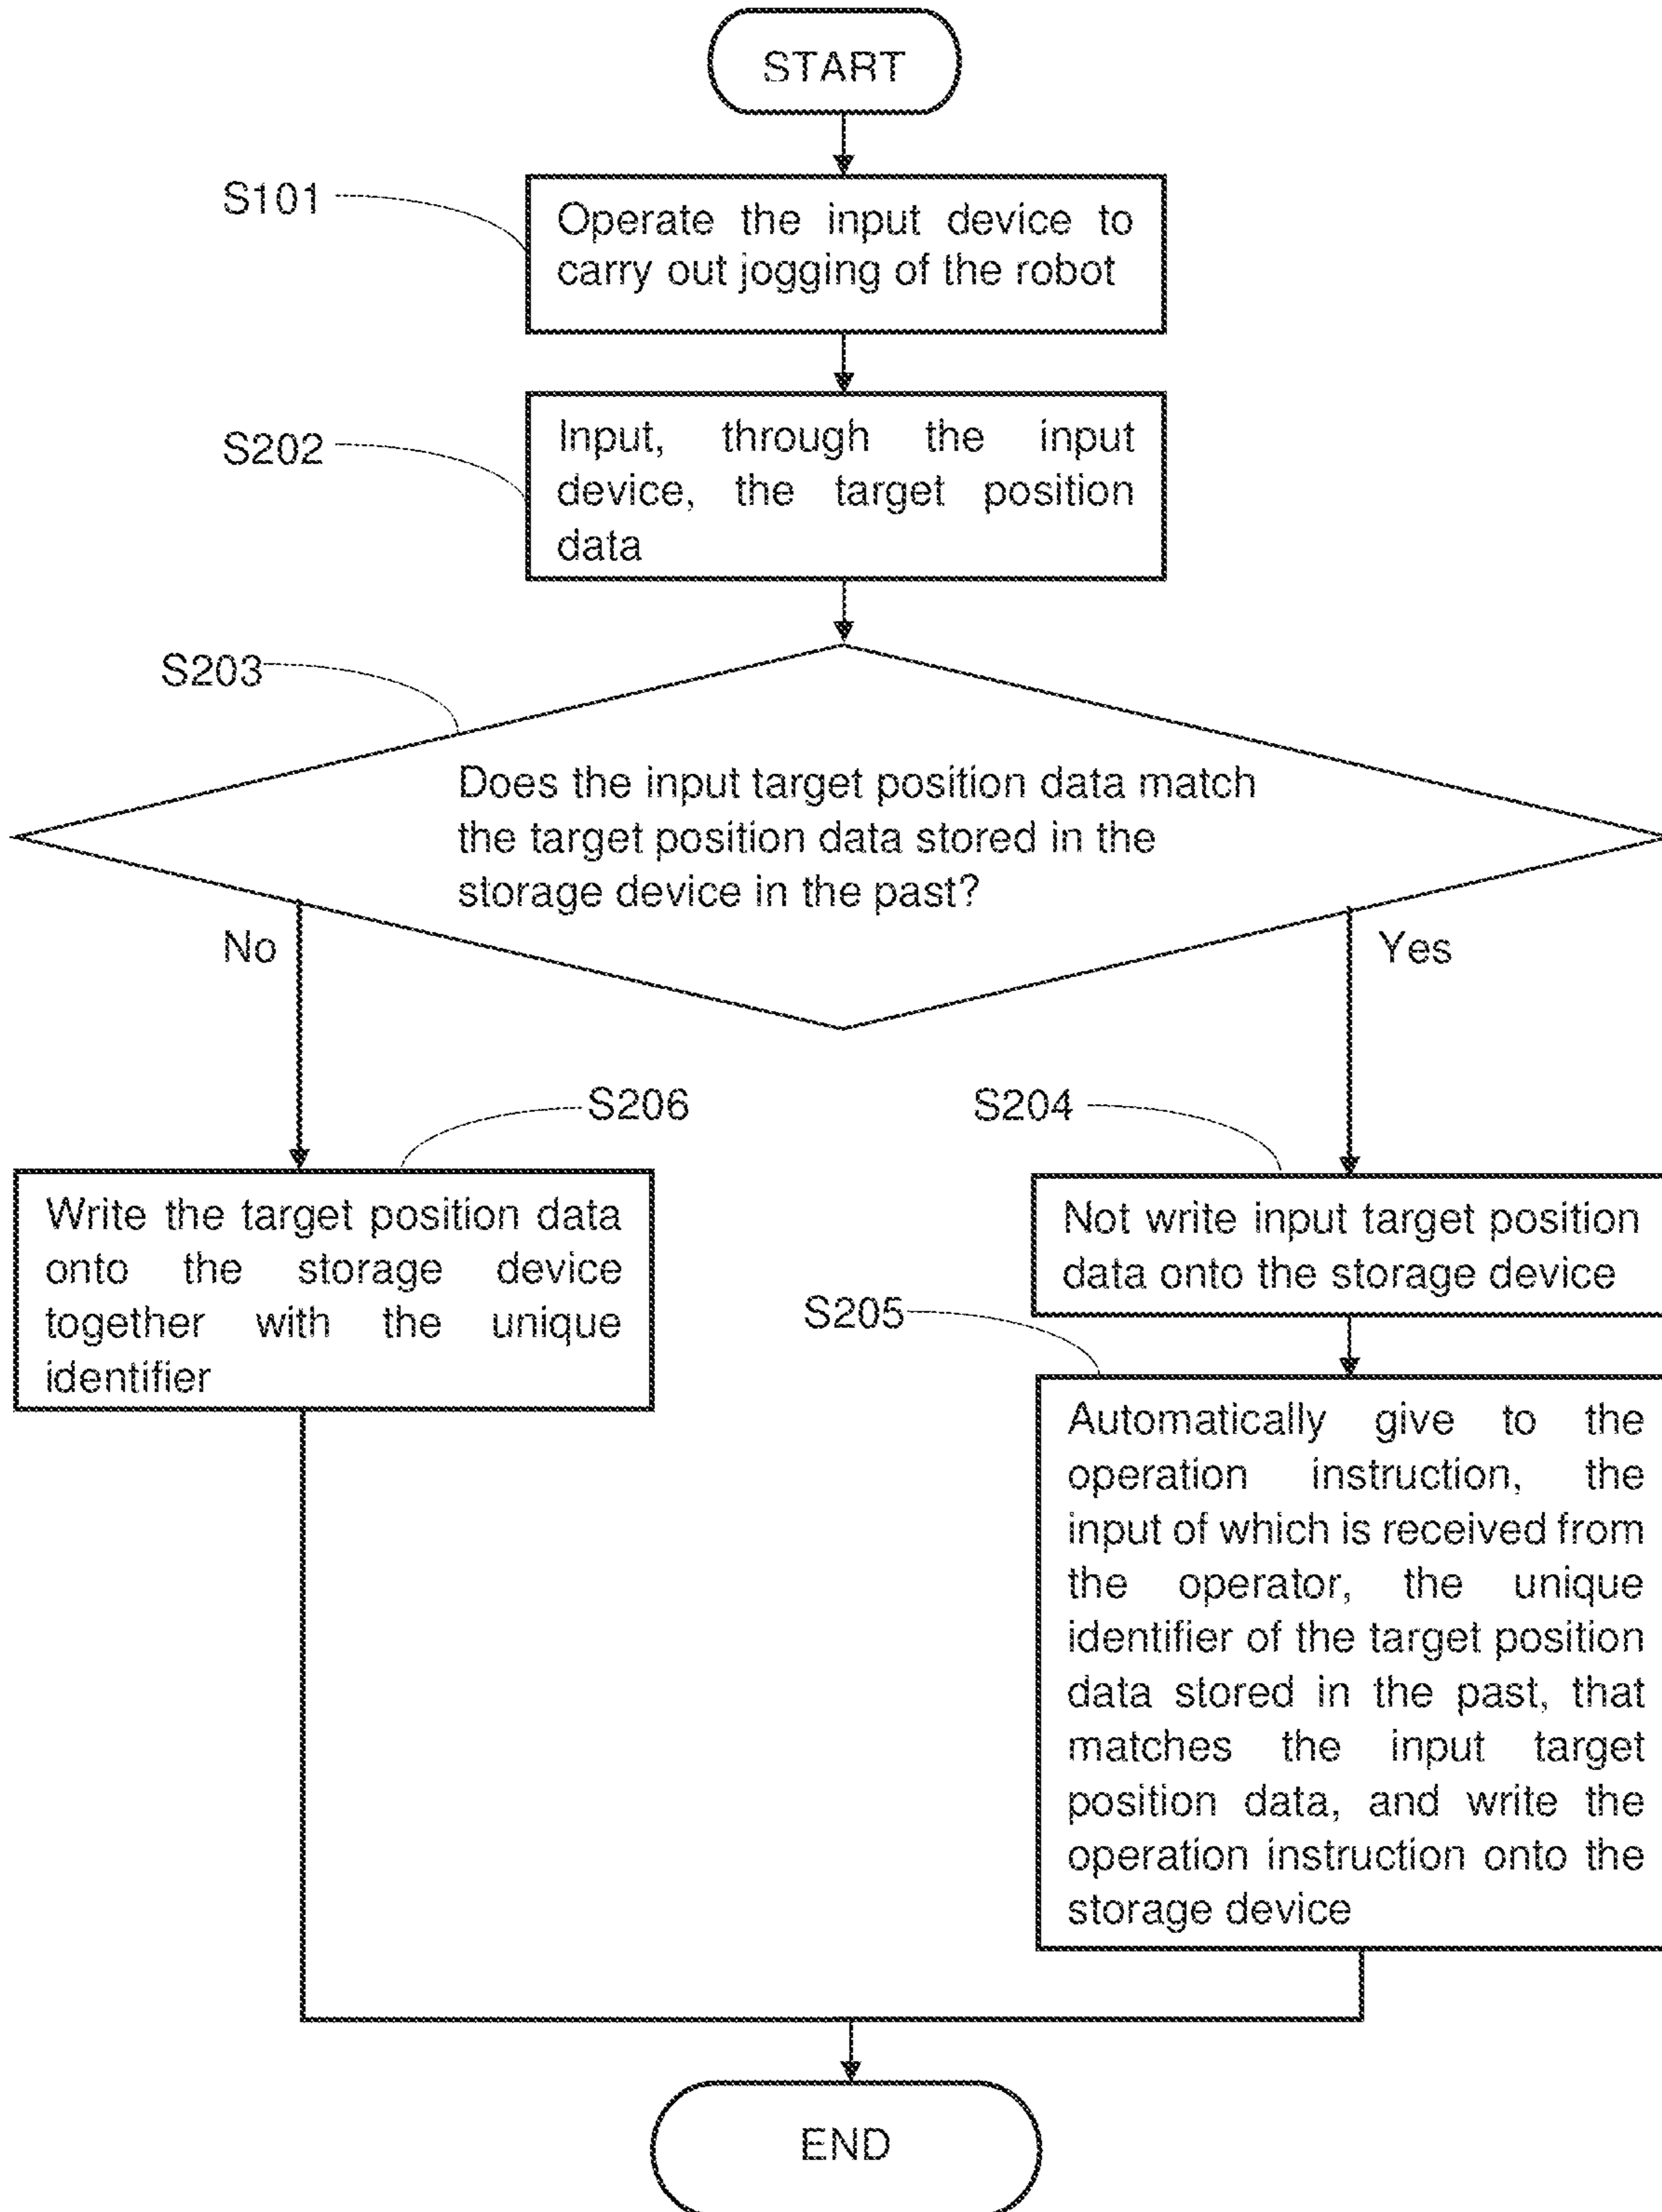 START
S101
Operate the input device to
carry out jogging of the robot
S202
Input, through the input
device, the target position
data
S203
Does the input target position data match
the target position data stored in the
storage device in the past?
No
Yes
S206
S204
Write the target position data
onto the storage device
together with the unique
identifier
Not write input target position
data onto the storage device
S205
Automatically give to the
operation instruction, the
input of which is received from
the operator, the unique
identifier of the target position
data stored in the past, that
matches the input target
position data, and write the
operation instruction onto the
storage device
END